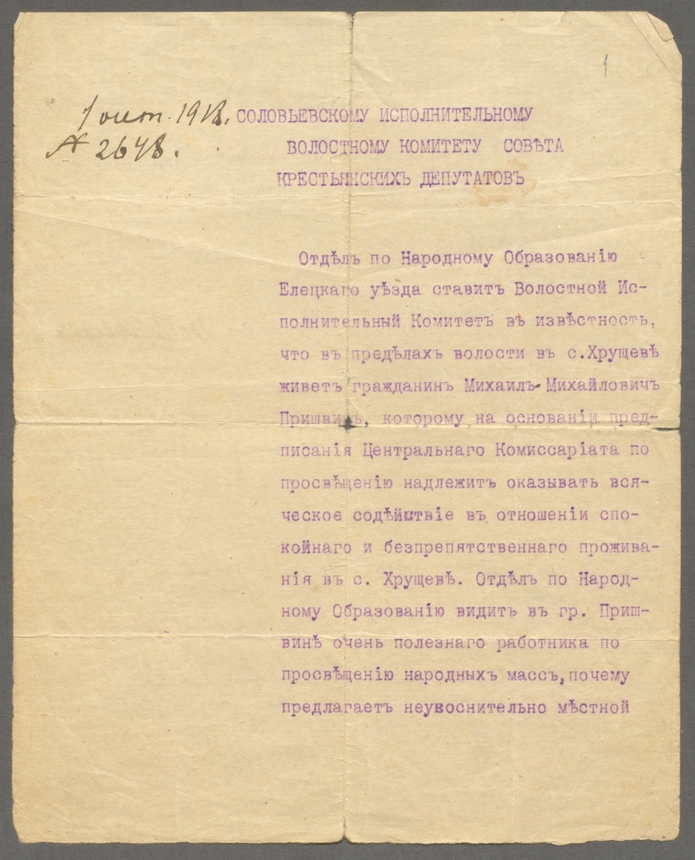 1
1 окт. 1918.
№ 2648.
СОЛОВЬЕВСКОМУ ИСПОЛНИТЕЛЬНОМУ
ВОЛОСТНОМУ КОМИТЕТУ СОВѢТА
КРЕСТЬЯНСКИХЪ ДЕПУТАТОВЪ
Отдѣлъ по Народному Образованію
Елецкаго уѣзда ставитъ Волостной Ис-
полнительный Комитетъ въ извѣстность,
что въ предѣлахъ волости въ с.Хрущевѣ
живетъ гражданинъ Михаилъ Михайловичъ
Пришвинъ, которому на основаніи пред-
писанія Центральнаго Комиссаріата по
просвѣщенію надлежитъ оказывать вся-
ческое содѣйствіе въ отношеніи спо-
койнаго и безпрепятственнаго прожива-
нія въ с. Хрущевѣ. Отдѣлъ по Народ-
ному Образованію видитъ въ гр. Приш-
винѣ очень полезнаго работника по
просвѣщенію народныхъ массъ,почему
предлагаетъ неукоснительно мѣстной